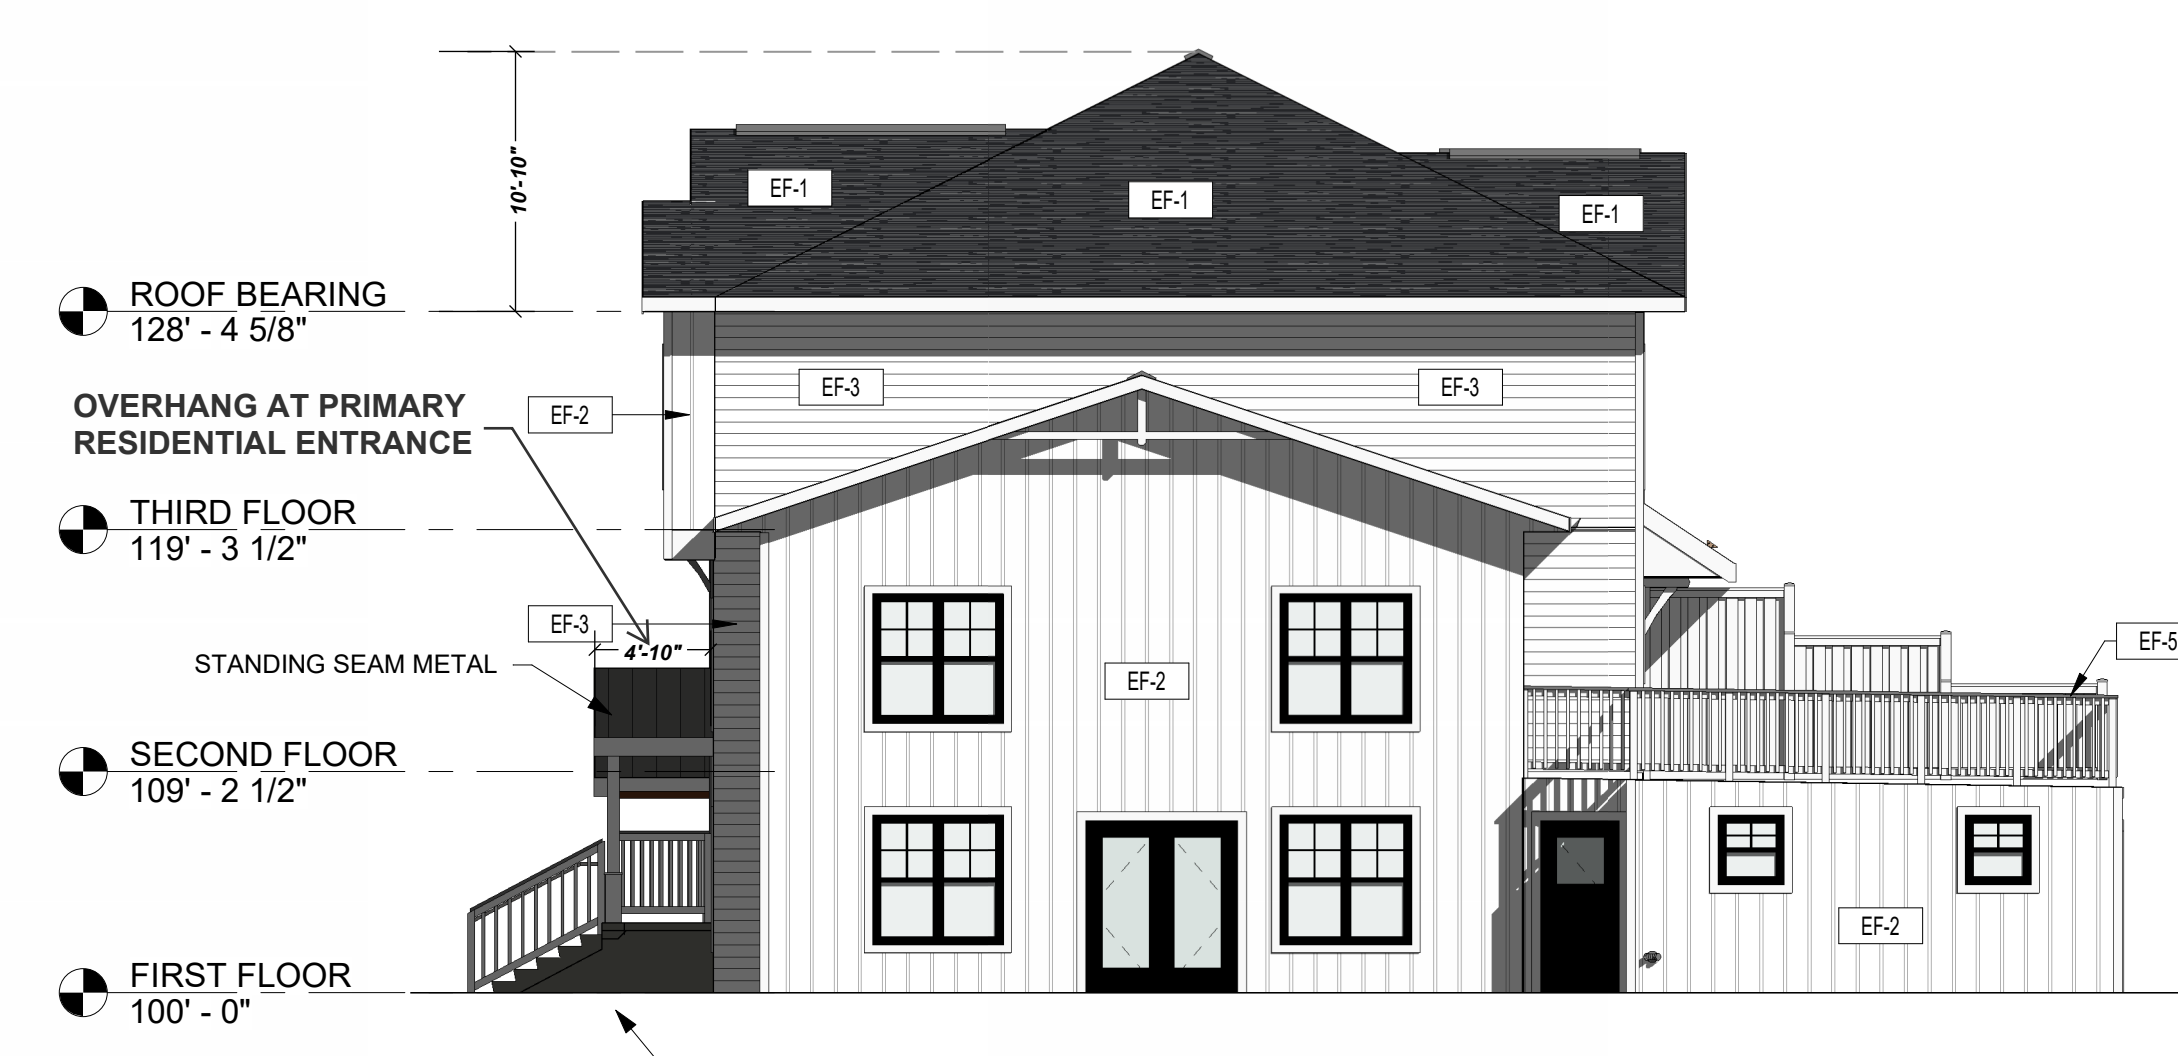 10'-10"
EF-1
EF-1
EF-1
ROOF BEARING
128' - 4 5/8"
EF-3
EF-3
EF-2
OVERHANG AT PRIMARY
RESIDENTIAL ENTRANCE
THIRD FLOOR
119' - 3 1/2"
EF-3
4'-10"
EF-5
STANDING SEAM METAL
EF-2
SECOND FLOOR
109' - 2 1/2"
EF-2
FIRST FLOOR
100' - 0"